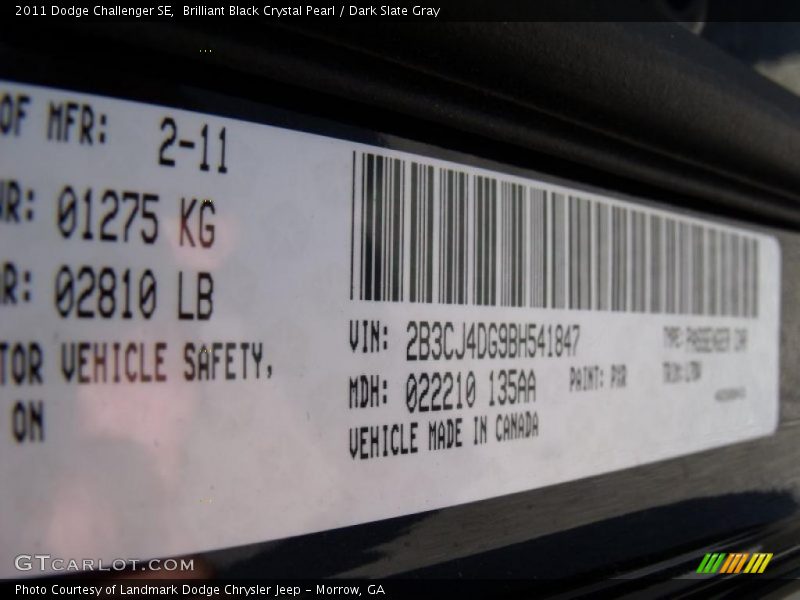 2011 Dodge Challenger SE,  Brilliant Black Crystal Pearl / Dark Slate Gray
OF MFR: 2-11
WR: 01275 KG
R: 02810 LB
TOR VEHICLE SAFETY,
ON
VIN: 2B3CJ4DG9BH541847 TYPE: PASSENGER CAR
MDH: 022210 135AA PAINT: PXR TRIM:
VEHICLE MADE IN CANADA
GTCARLOT.COM
Photo Courtesy of Landmark Dodge Chrysler Jeep - Morrow, GA